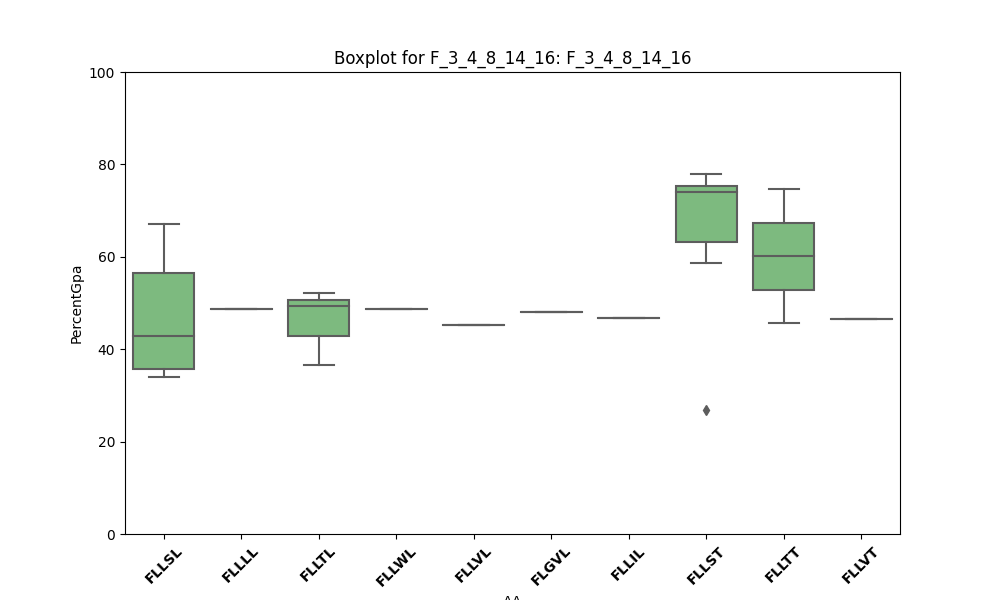 Boxplot for F_3_4_8_14_16: F_3_4_8_14_16
100
80
60
40
20
0
PercentGpa
FLLSL
FLLLL
FLLTL
FLLWL
FLLVL
FLGVL
FLLIL
FLLST
FLLTT
FLLVT
AA